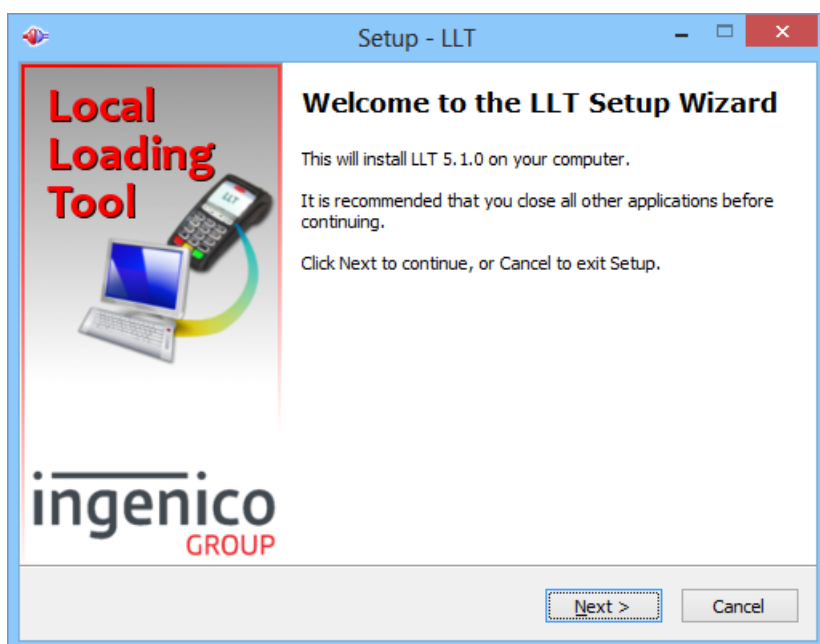 Setup - LLT
Local
Loading
Tool
LLT
Welcome to the LLT Setup Wizard
This will install LLT 5.1.0 on your computer.
It is recommended that you close all other applications before
continuing.
Click Next to continue, or Cancel to exit Setup.
ingenico
GROUP
Next >
Cancel